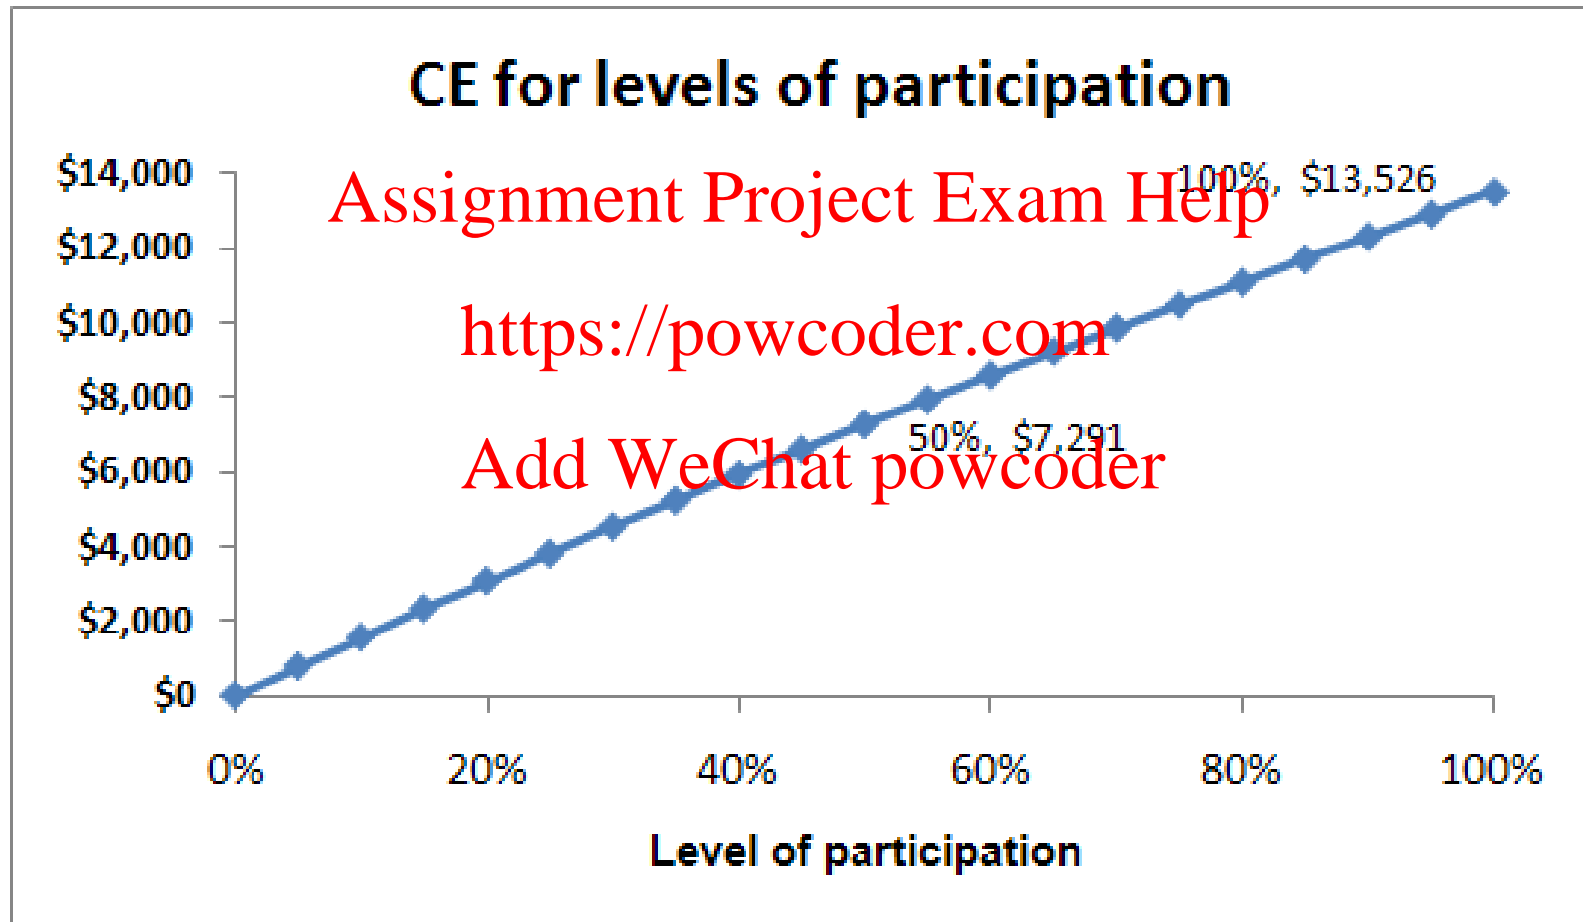 CE for levels of participation
$14,000
100%, $13,526
Assignment Project Exam Help
$12,000
$10,000
https://powcoder.com
$8,000
50%, $7,291
$6,000
Add WeChat powcoder
$4,000
$2,000
$0
0% 20% 40% 60% 80% 100%
Level of participation